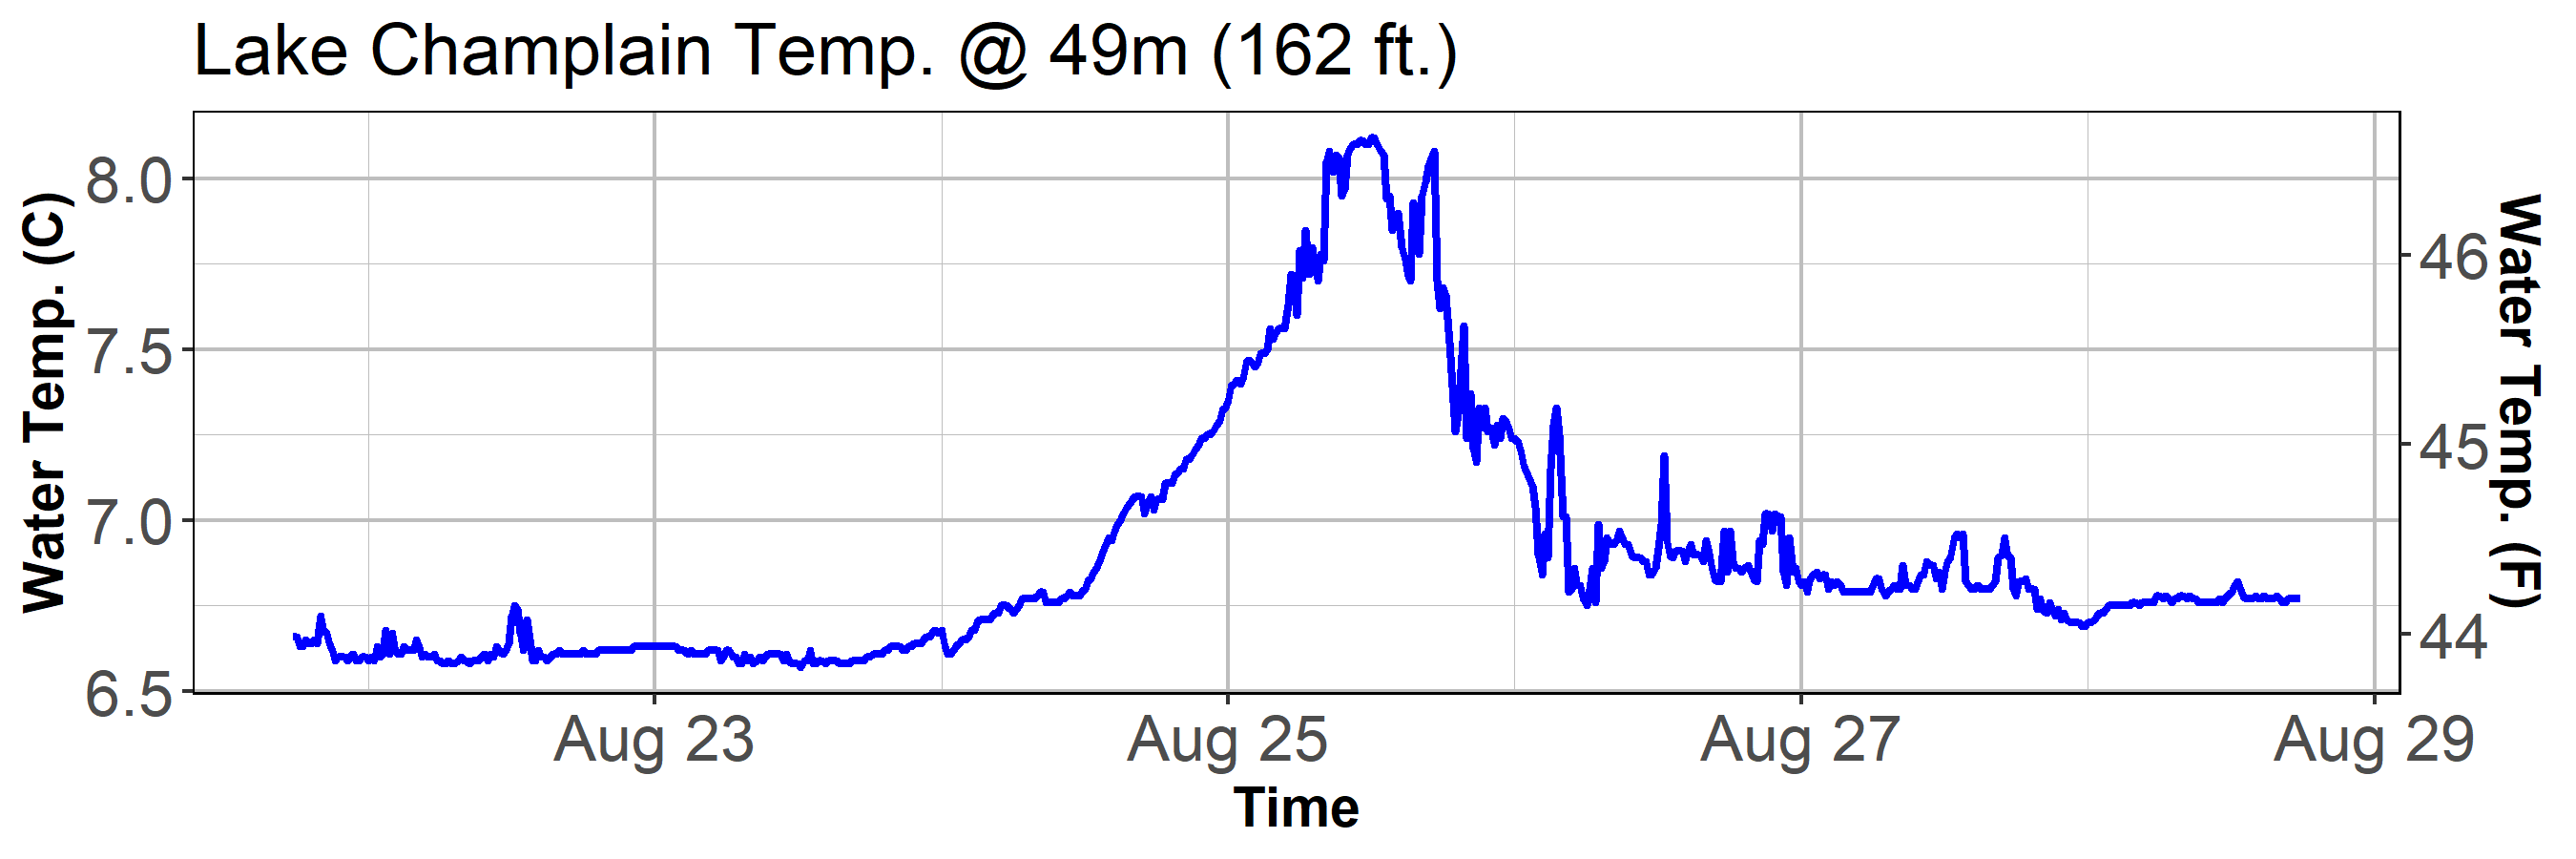 Lake Champlain Temp. @ 49m (162 ft.)
Water Temp. (C)
8.0
7.5
7.0
6.5
46
45
44
Water Temp. (F)
Aug 23
Aug 25
Aug 27
Aug 29
Time